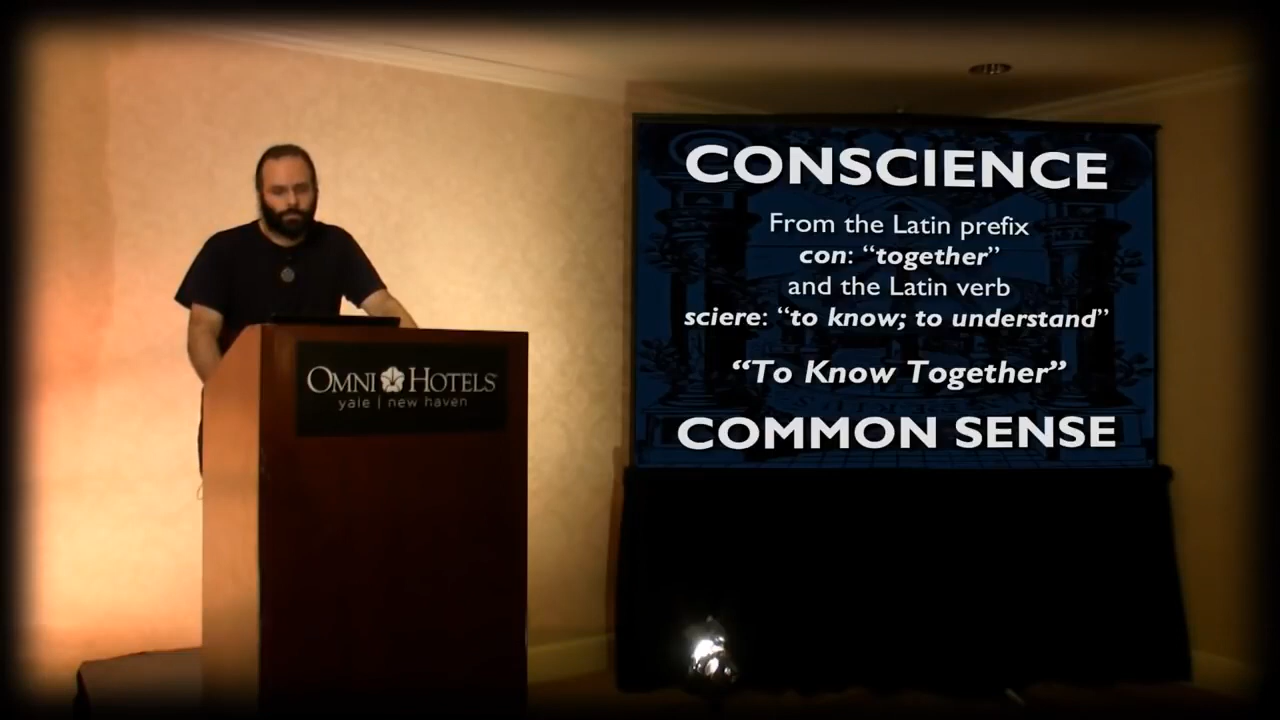 CONSCIENCE
From the Latin prefix
con: “together”
and the Latin verb
sciere: “to know; to understand”
“To Know Together”
COMMON SENSE
OMNI HOTELS
yale | new haven